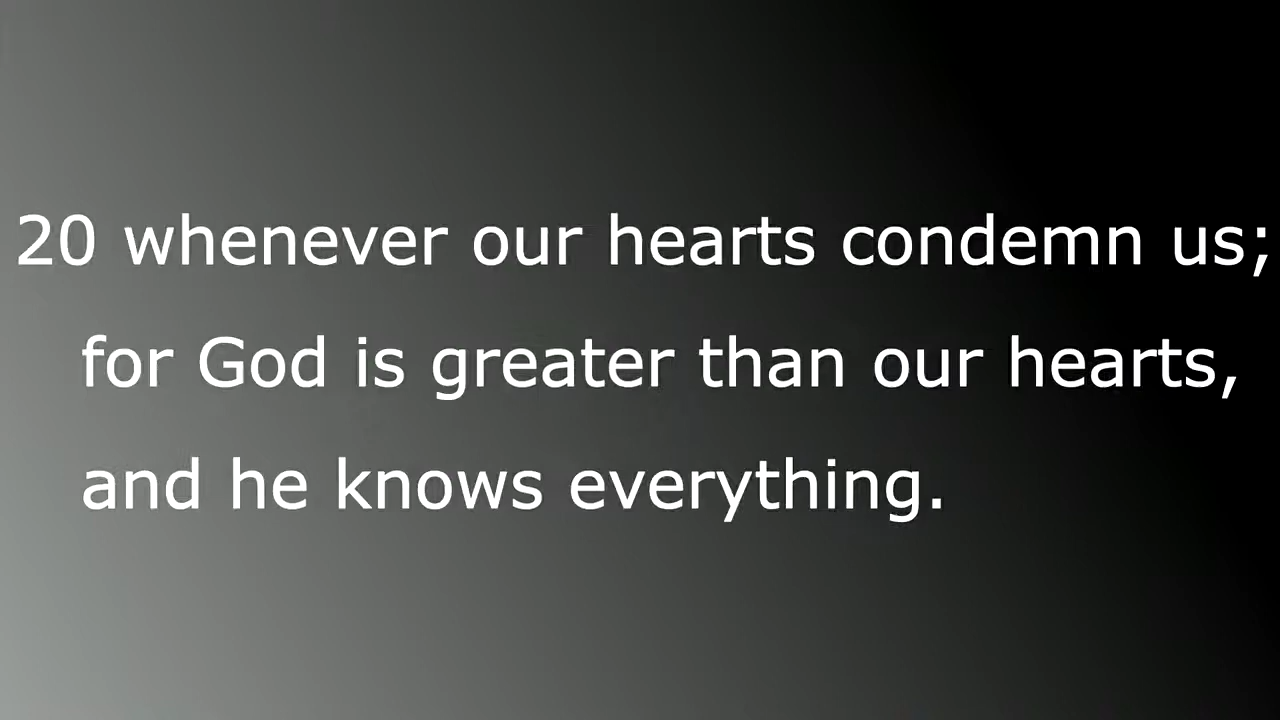 20 whenever our hearts condemn us;
for God is greater than our hearts,
and he knows everything.